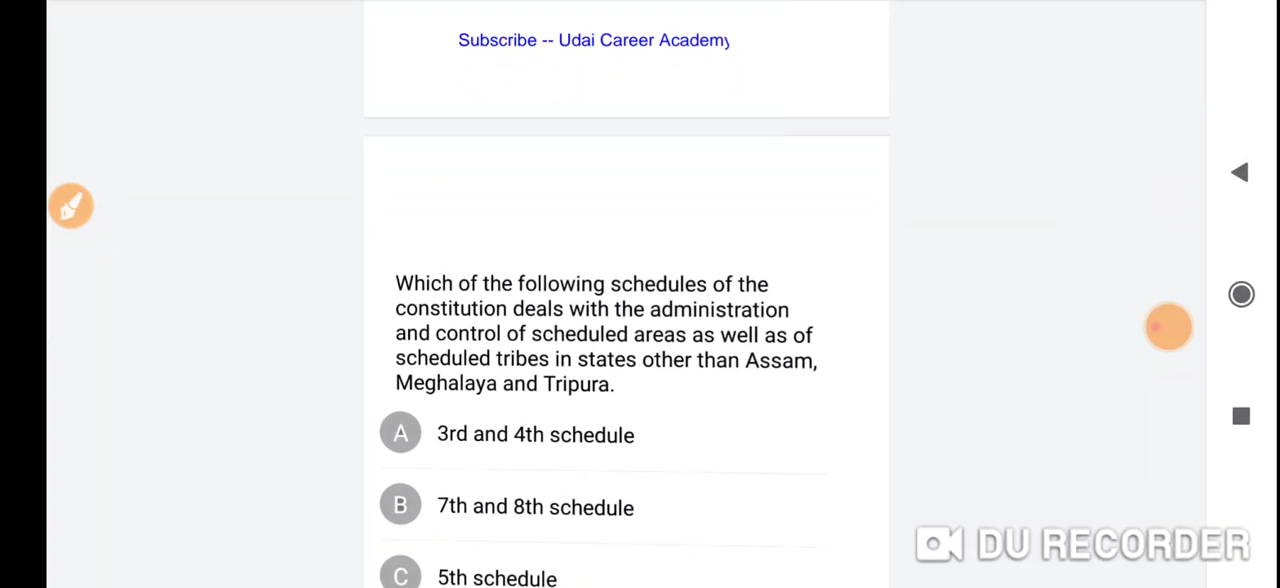 Subscribe -- Udai Career Academy
Which of the following schedules of the
constitution deals with the administration
and control of scheduled areas as well as of
scheduled tribes in states other than Assam,
Meghalaya and Tripura.
A 3rd and 4th schedule
B 7th and 8th schedule
C 5th schedule
DU RECORDER